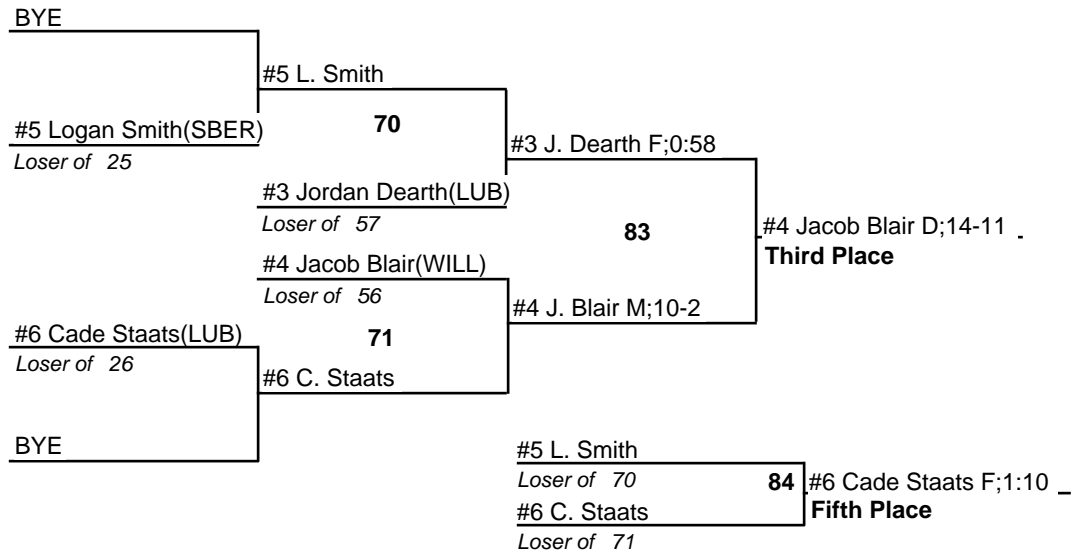 BYE
#5 L. Smith
#5 Logan Smith(SBER)
70
Loser of 25
#3 J. Dearth F;0:58
#3 Jordan Dearth(LUB)
Loser of 57
83
#4 Jacob Blair D;14-11
Third Place
#4 Jacob Blair(WILL)
Loser of 56
#4 J. Blair M;10-2
#6 Cade Staats(LUB)
71
Loser of 26
#6 C. Staats
BYE
#5 L. Smith
Loser of 70
84
#6 Cade Staats F;1:10
Fifth Place
#6 C. Staats
Loser of 71